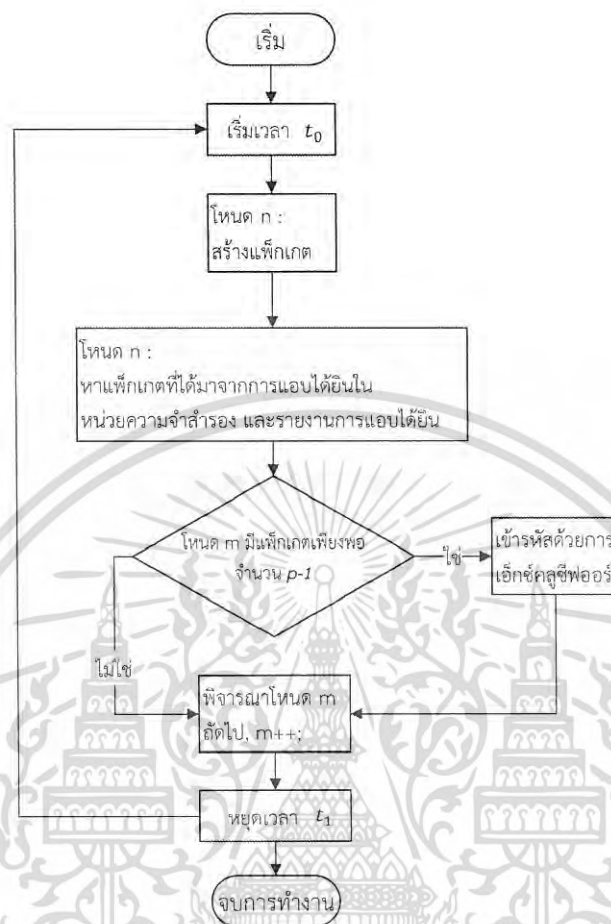 เริ่ม
เริ่มเวลา t₀
โหนด n :
สร้างแพ็กเกต
โหนด n :
หาแพ็กเกตที่ได้มาจากการแอบได้ยินใน
หน่วยความจำสำรอง และรายงานการแอบได้ยิน
โหนด m มีแพ็กเกตเพียงพอ
จำนวน p-1
ใช่
เข้ารหัสด้วยการ
เอ็กซ์คลูซีฟออร์
ไม่ใช่
พิจารณาโหนด m
ถัดไป, m++;
หยุดเวลา t₁
จบการทำงาน